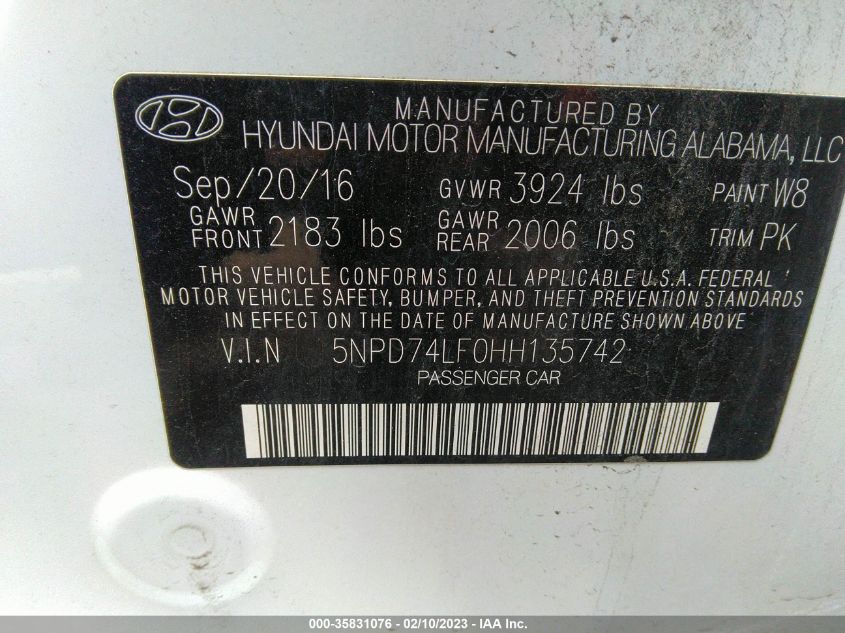 MANUFACTURED BY
HYUNDAI MOTOR MANUFACTURING ALABAMA, LLC
Sep/20/16 GVWR 3924 lbs PAINT W8
GAWR FRONT 2183 lbs GAWR REAR 2006 lbs TRIM PK
THIS VEHICLE CONFORMS TO ALL APPLICABLE U.S.A. FEDERAL
MOTOR VEHICLE SAFETY, BUMPER, AND THEFT PREVENTION STANDARDS
IN EFFECT ON THE DATE OF MANUFACTURE SHOWN ABOVE
V.I.N 5NPD74LF0HH135742
PASSENGER CAR
000-35831076 — 02/10/2023 — IAA Inc.